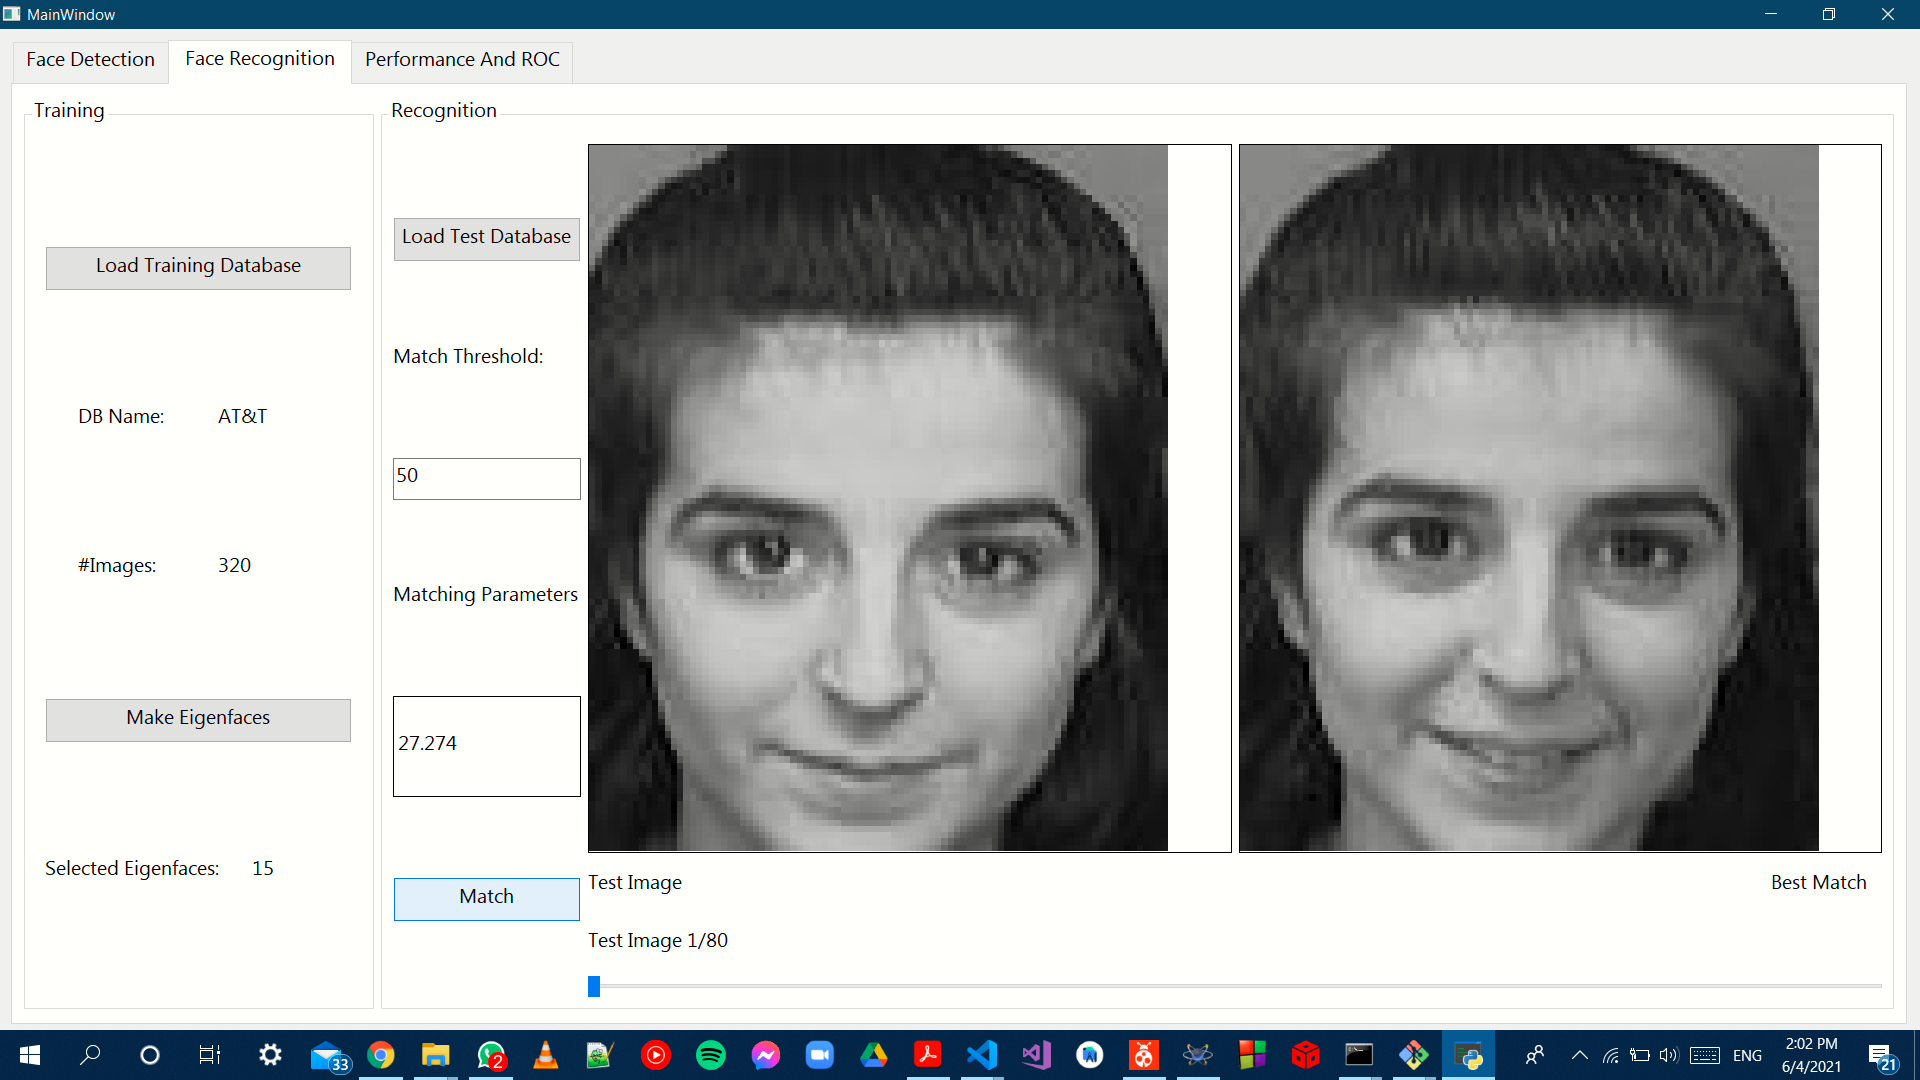 MainWindow
Face Detection
Face Recognition
Performance And ROC
Training
Load Training Database
DB Name: AT&T
#Images: 320
Make Eigenfaces
Selected Eigenfaces: 15
Recognition
Load Test Database
Match Threshold:
50
Matching Parameters
27.274
Match
Test Image
Best Match
Test Image 1/80
33
2
ENG
2:02 PM
6/4/2021
21